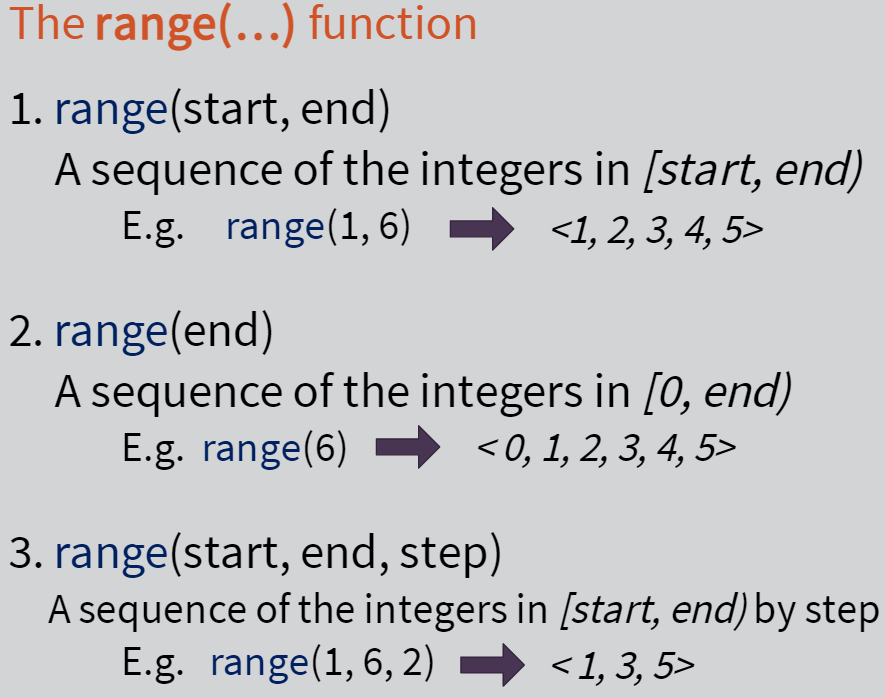 The range(...) function
1. range(start, end)
A sequence of the integers in [start, end)
E.g. range(1, 6) <1, 2, 3, 4, 5>
2. range(end)
A sequence of the integers in [0, end)
E.g. range(6) < 0, 1, 2, 3, 4, 5>
3. range(start, end, step)
A sequence of the integers in [start, end) by step
E.g. range(1, 6, 2) < 1, 3, 5>